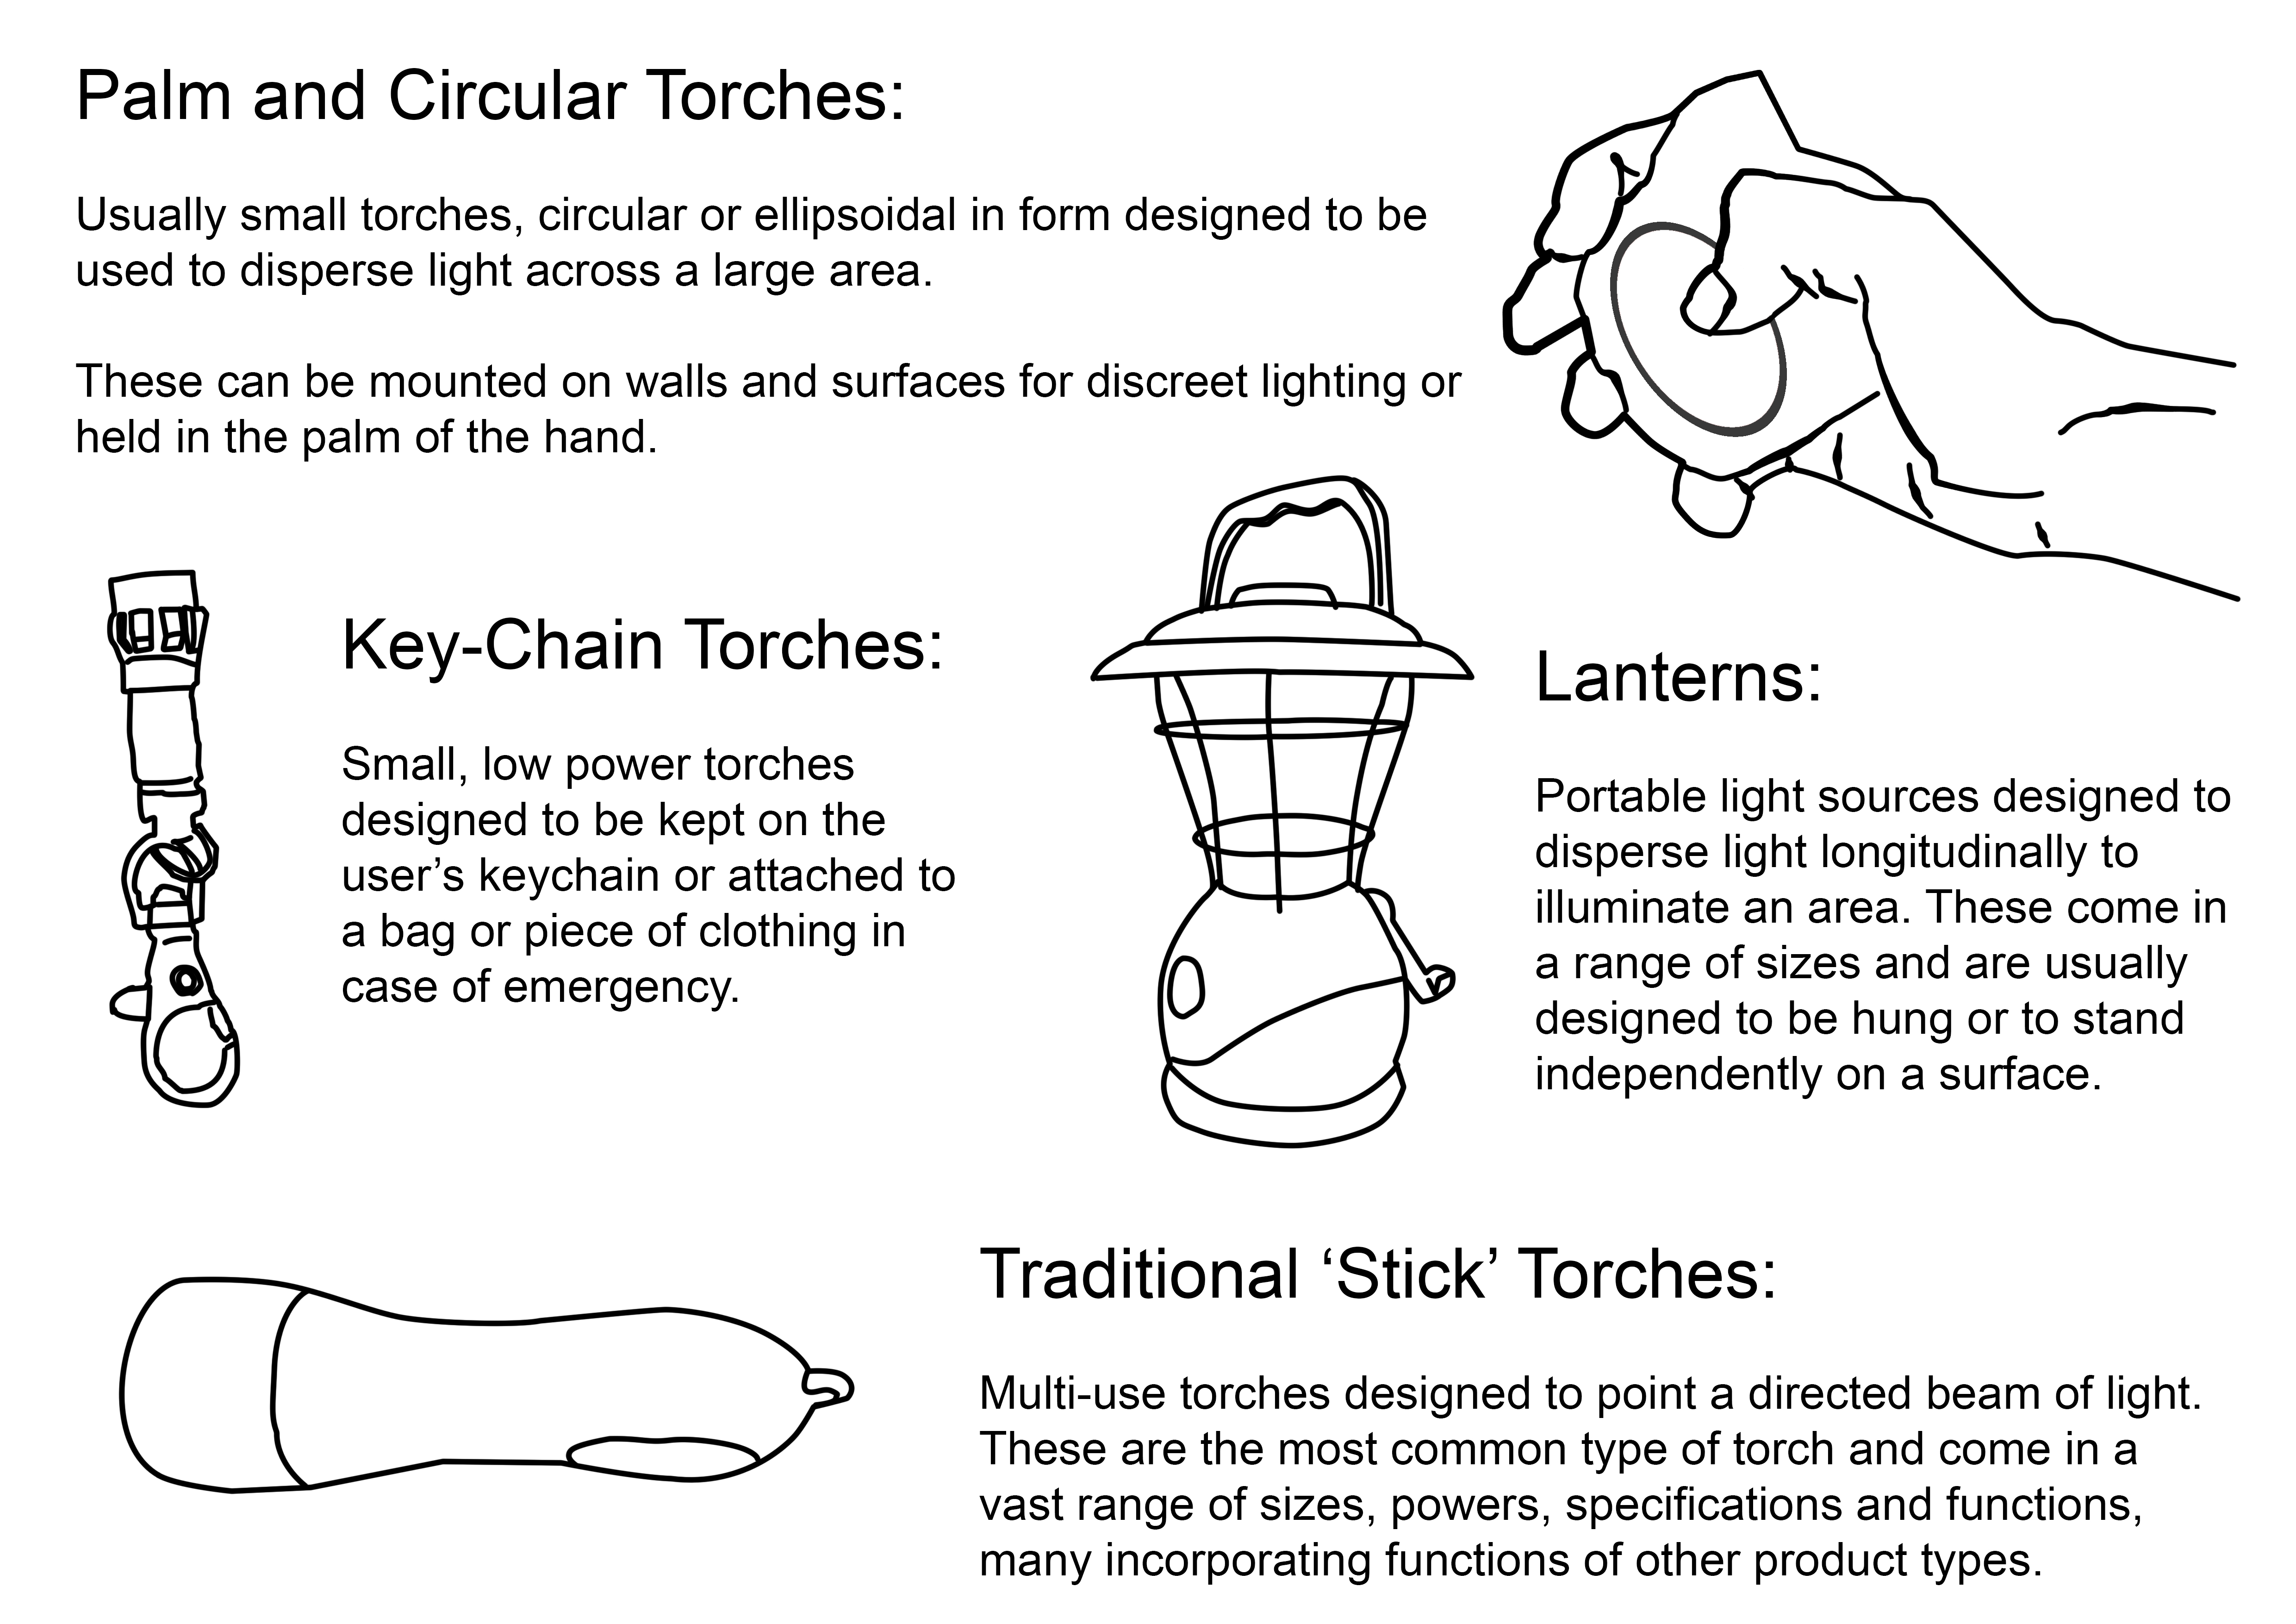 Palm and Circular Torches:
Usually small torches, circular or ellipsoidal in form designed to be
used to disperse light across a large area.
These can be mounted on walls and surfaces for discreet lighting or
held in the palm of the hand.
Key-Chain Torches:
Small, low power torches
designed to be kept on the
user’s keychain or attached to
a bag or piece of clothing in
case of emergency.
Lanterns:
Portable light sources designed to
disperse light longitudinally to
illuminate an area. These come in
a range of sizes and are usually
designed to be hung or to stand
independently on a surface.
Traditional ‘Stick’ Torches:
Multi-use torches designed to point a directed beam of light.
These are the most common type of torch and come in a
vast range of sizes, powers, specifications and functions,
many incorporating functions of other product types.